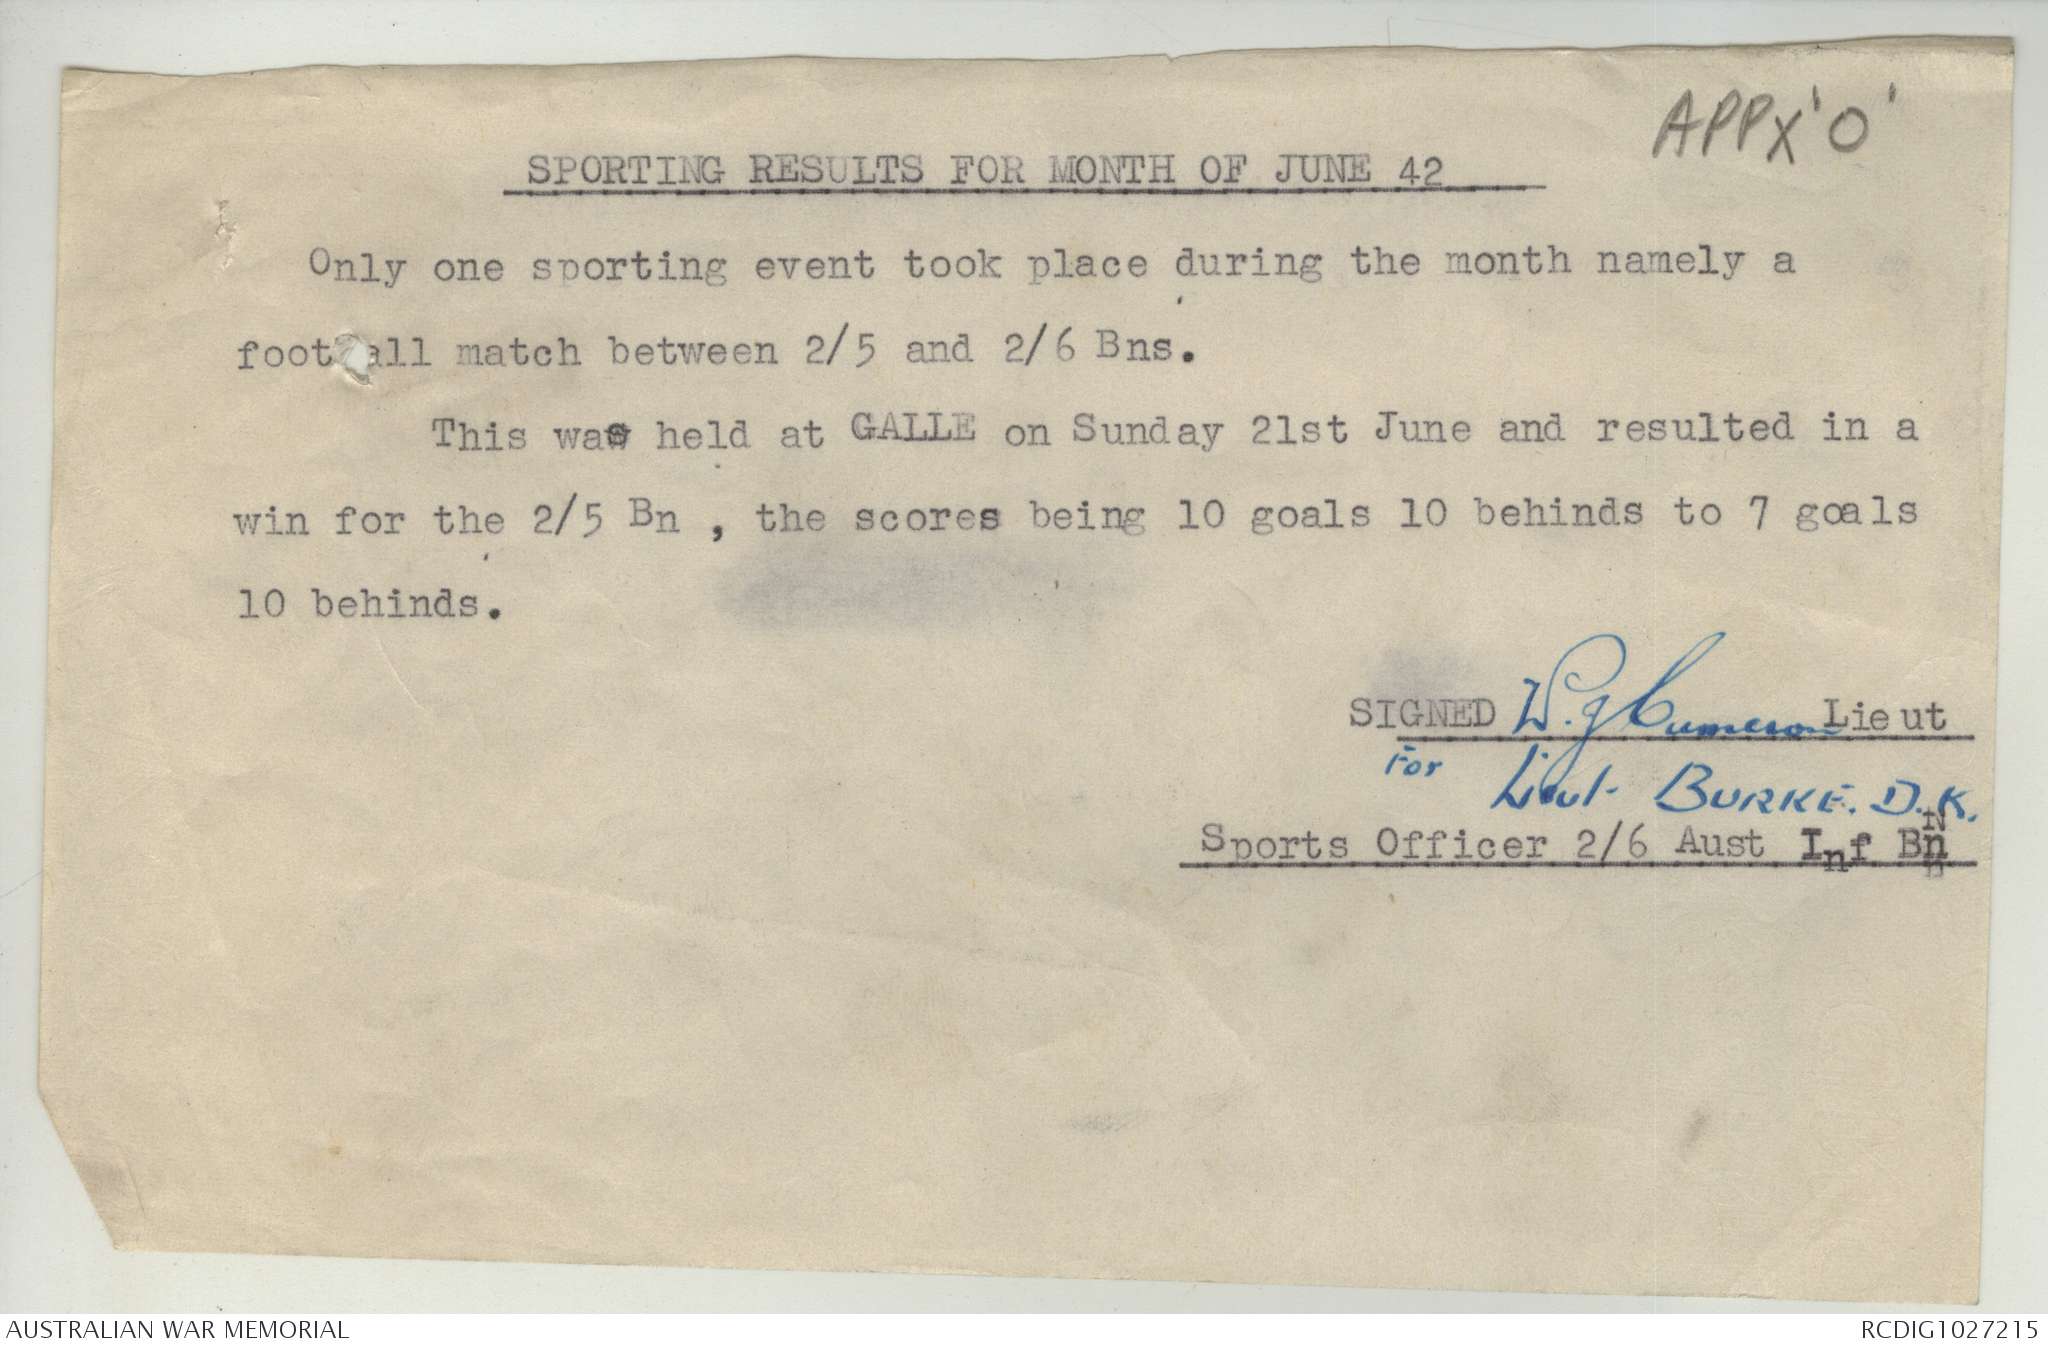 APPX 'O'
SPORTING RESULTS FOR MONTH OF JUNE 42
Only one sporting event took place during the month namely a
football match between 2/5 and 2/6 Bns.
This was held at GALLE on Sunday 21st June and resulted in a
win for the 2/5 Bn , the scores being 10 goals 10 behinds to 7 goals
10 behinds.
SIGNED W. J Cameron Lieut
For Lieut BURKE. D.K.
Sports Officer 2/6 Aust Inf Bn
AUSTRALIAN WAR MEMORIAL
RCDIG1027215